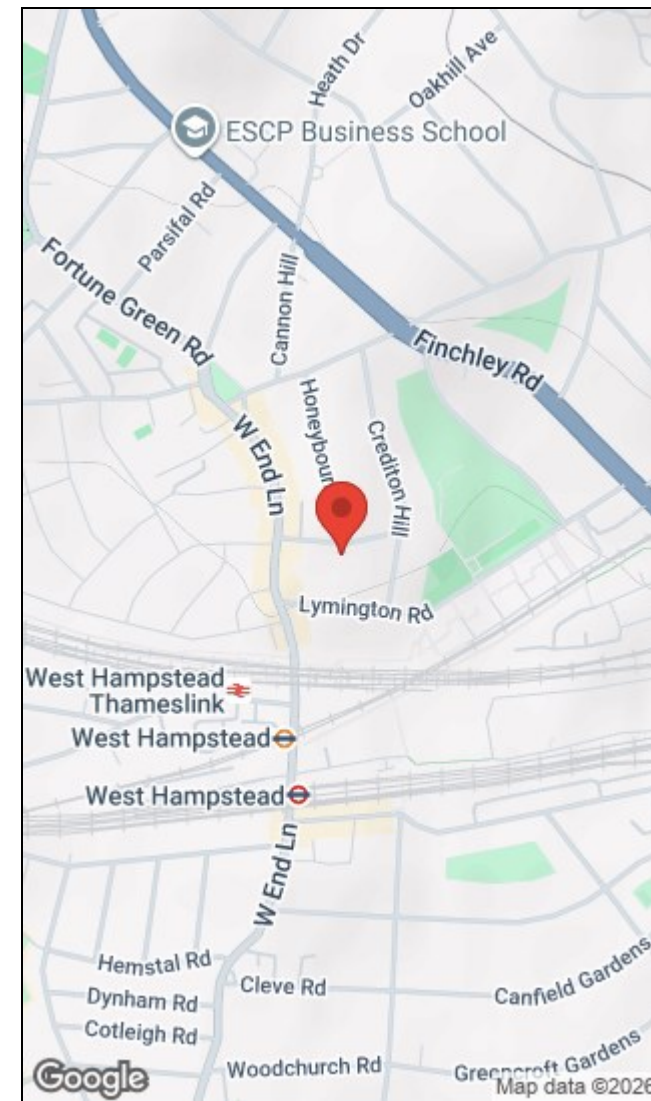 Heath Dr
Oakhill Ave
ESCP Business School
Parsifal Rd
Fortune Green Rd
Cannon Hill
Finchley Rd
Honeybour
Crediton Hill
W End Ln
Lymington Rd
West Hampstead
Thameslink
West Hampstead
West Hampstead
W End Ln
Hemstal Rd
Cleve Rd
Canfield Gardens
Dynham Rd
Cotleigh Rd
Woodchurch Rd
Greencroft Gardens
Google
Map data ©2026